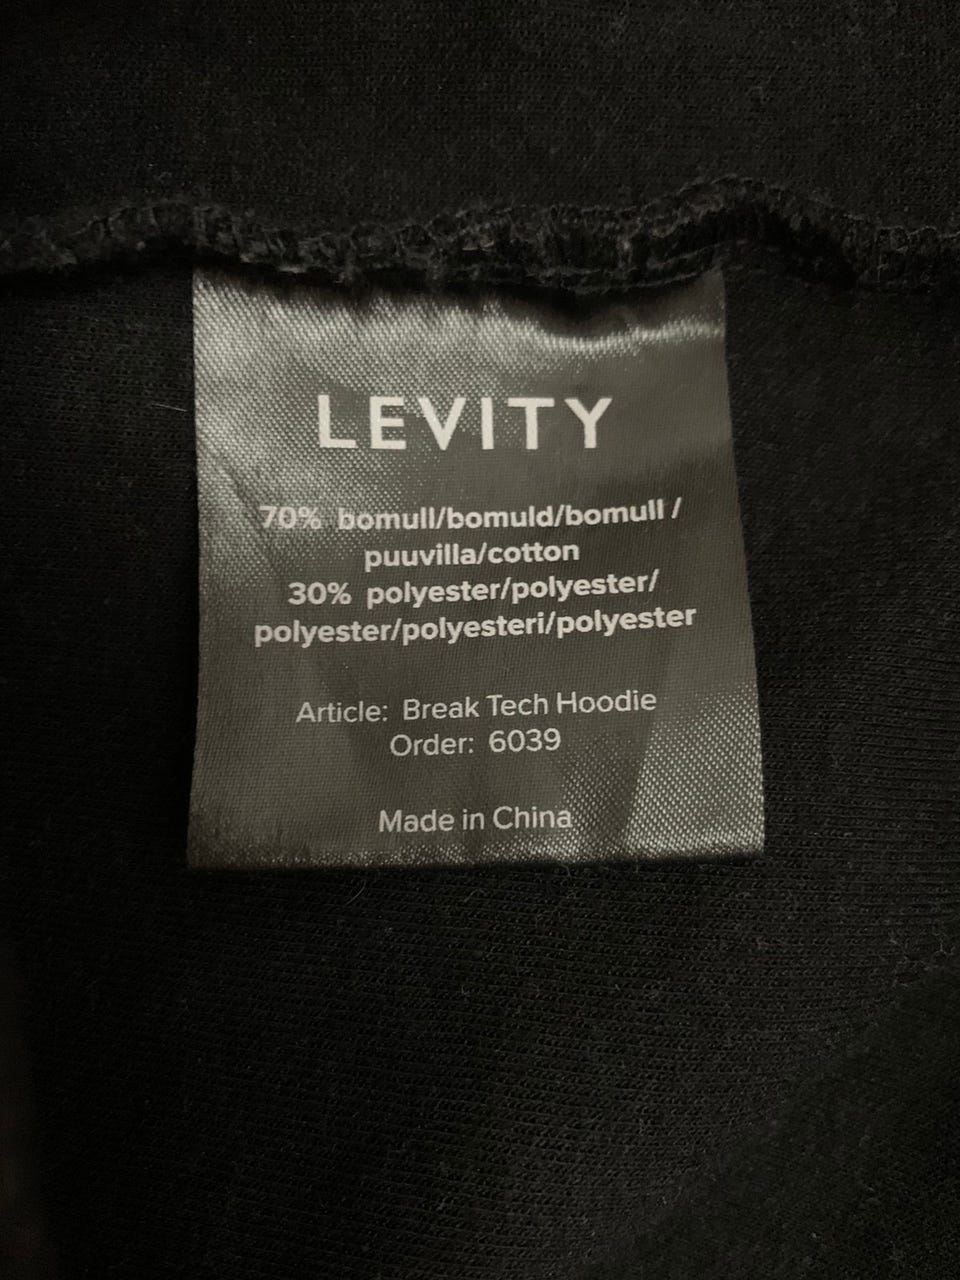 LEVITY
70% bomull/bomuld/bomull /
puuvilla/cotton
30% polyester/polyester/
polyester/polyesteri/polyester
Article: Break Tech Hoodie
Order: 6039
Made in China